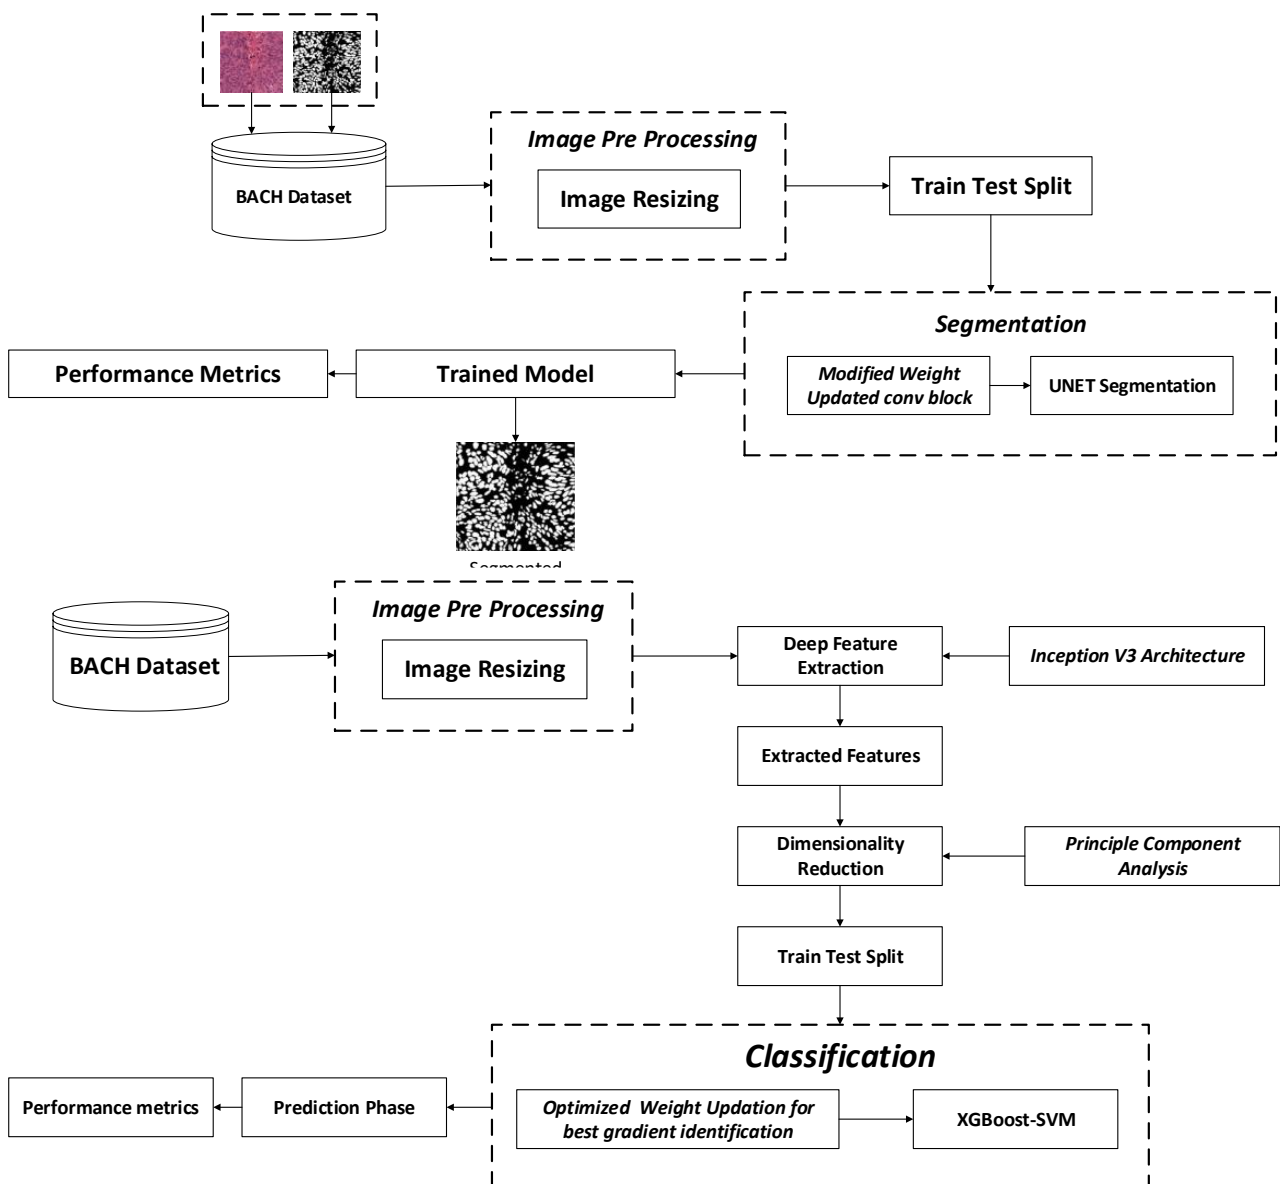 Image Pre Processing
BACH Dataset
Image Resizing
Train Test Split
Segmentation
Performance Metrics
Trained Model
Modified Weight
Updated conv block
UNET Segmentation
Segmented
Image Pre Processing
BACH Dataset
Image Resizing
Deep Feature
Extraction
Inception V3 Architecture
Extracted Features
Dimensionality
Reduction
Principle Component
Analysis
Train Test Split
Classification
Performance metrics
Prediction Phase
Optimized Weight Updation for
best gradient identification
XGBoost-SVM